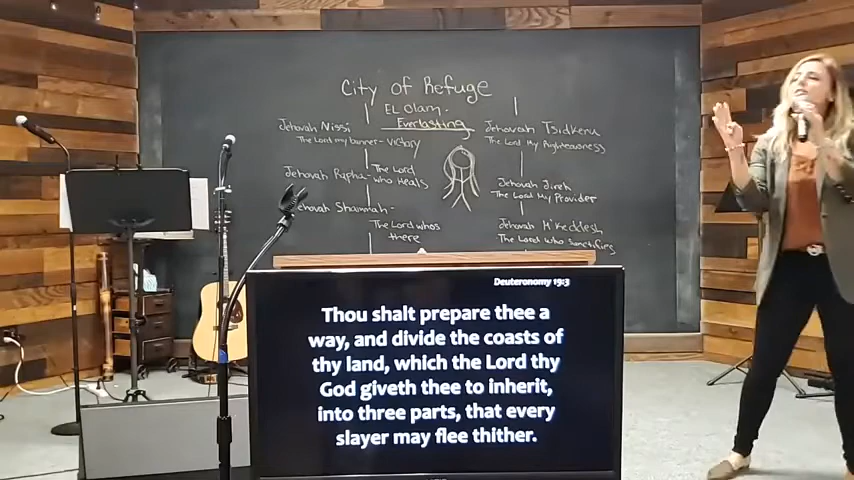 City of Refuge
EL Olam -
Everlasting
Jehovah Nissi
The Lord my banner - Victory
Jehovah Rapha - The Lord
who Heals
Jehovah Shammah -
The Lord whos
there
Jehovah Tsidkenu
The Lord My Righteousness
Jehovah Jireh
The Lord My Provider
Jehovah M'Keddesh
The Lord who Sanctifies
Deuteronomy 19:3
Thou shalt prepare thee a
way, and divide the coasts of
thy land, which the Lord thy
God giveth thee to inherit,
into three parts, that every
slayer may flee thither.